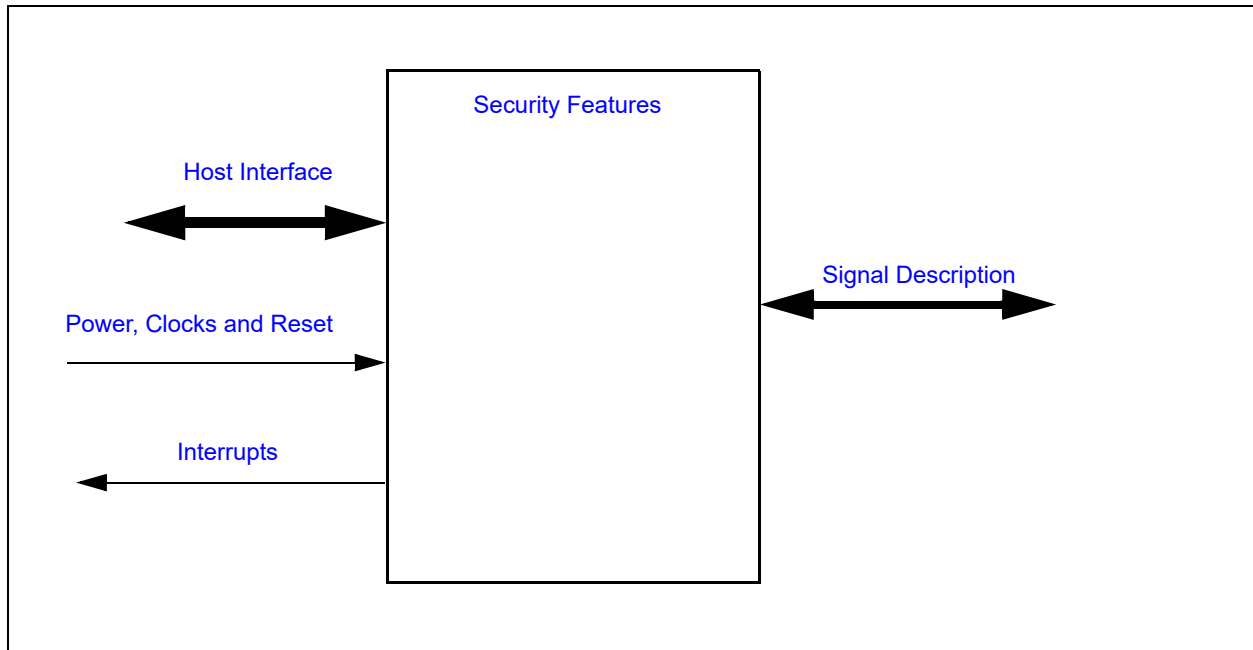 Security Features
Host Interface
Signal Description
Power, Clocks and Reset
Interrupts